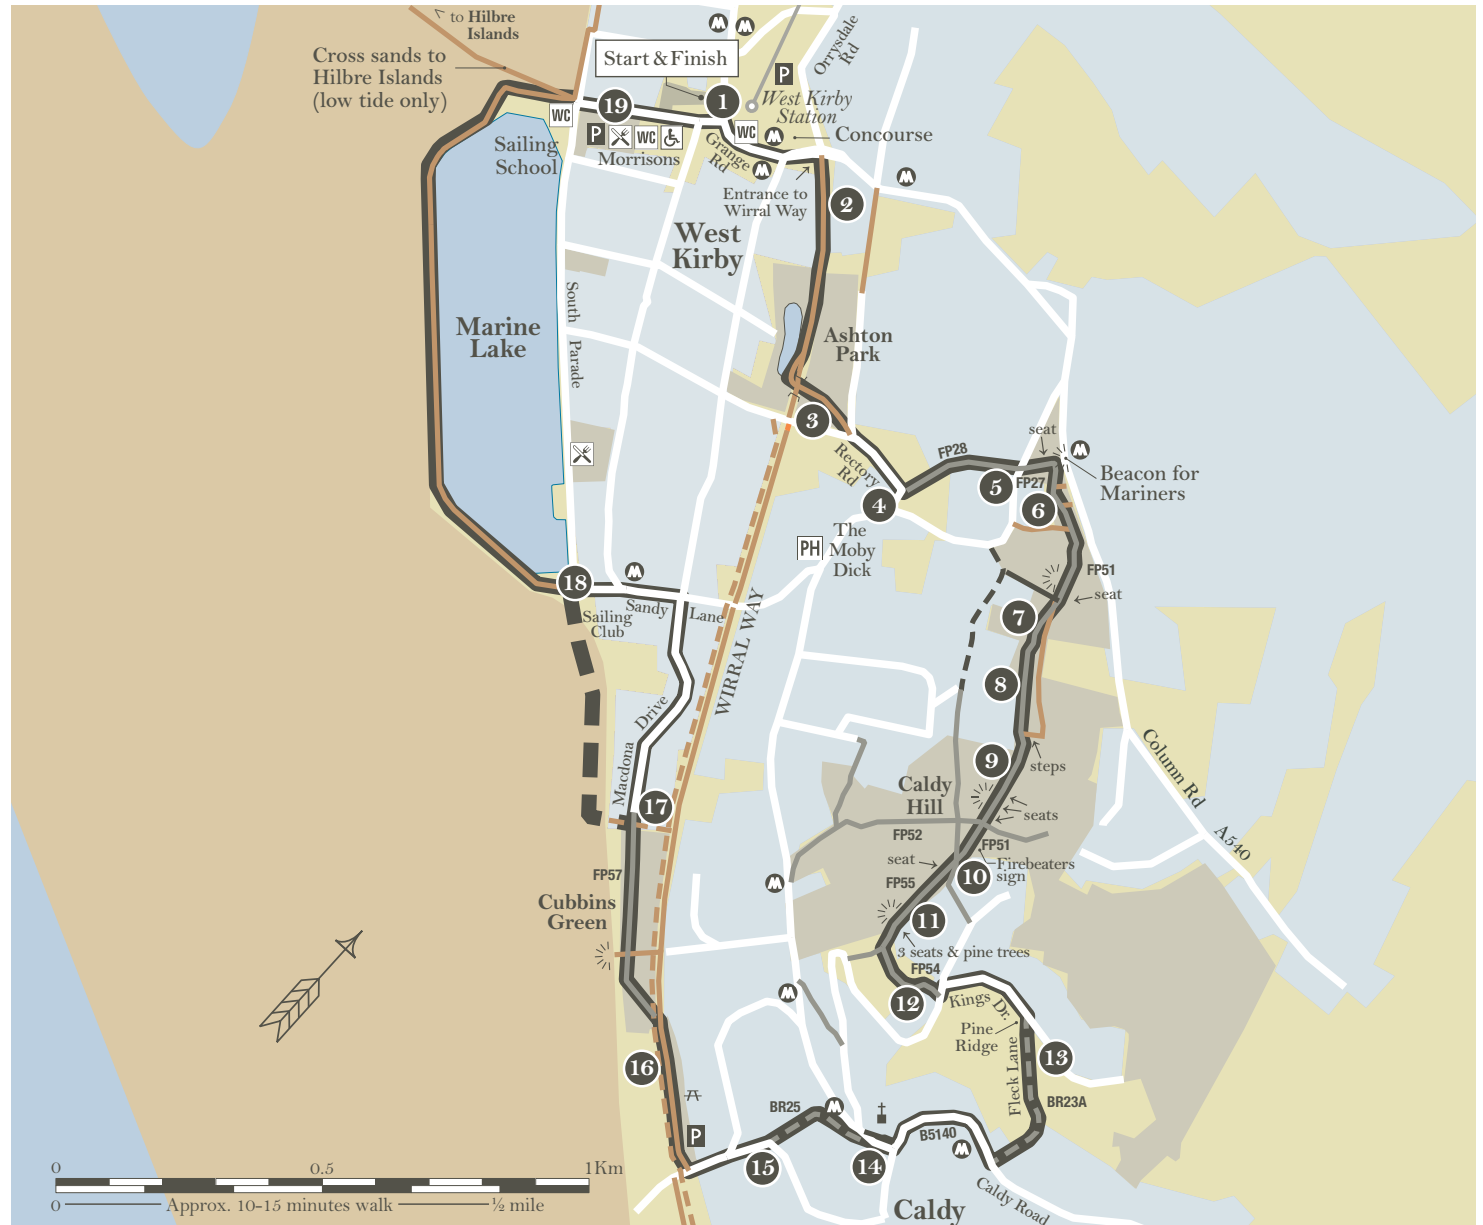 to Hilbre
Islands
Cross sands to
Hilbre Islands
(low tide only)
Start & Finish
M
M
P
Orrysdale
Rd
19
1
West Kirby
Station
WC
P
WC
WC
M
Concourse
Sailing
School
Morrisons
Grange
Rd
M
M
Entrance to
Wirral Way
2
West
Kirby
South
Parade
Marine
Lake
Ashton
Park
3
Rectory
Rd
FP28
seat
M
Beacon for
Mariners
5
FP27
4
6
PH
The
Moby
Dick
FP51
seat
18
M
Sandy
Lane
Sailing
Club
WIRRAL WAY
7
8
Macdona
Drive
17
9
steps
Column Rd
A540
Caldy
Hill
seats
FP52
FP51
seat
Firebeaters
sign
10
FP57
M
FP55
Cubbins
Green
11
3 seats & pine trees
FP54
M
12
Kings
Dr.
Pine
Ridge
13
Fleck Lane
16
BR23A
BR25
M
B5140
P
15
14
M
Caldy Road
Caldy
0
0.5
1Km
0
Approx. 10-15 minutes walk
½ mile